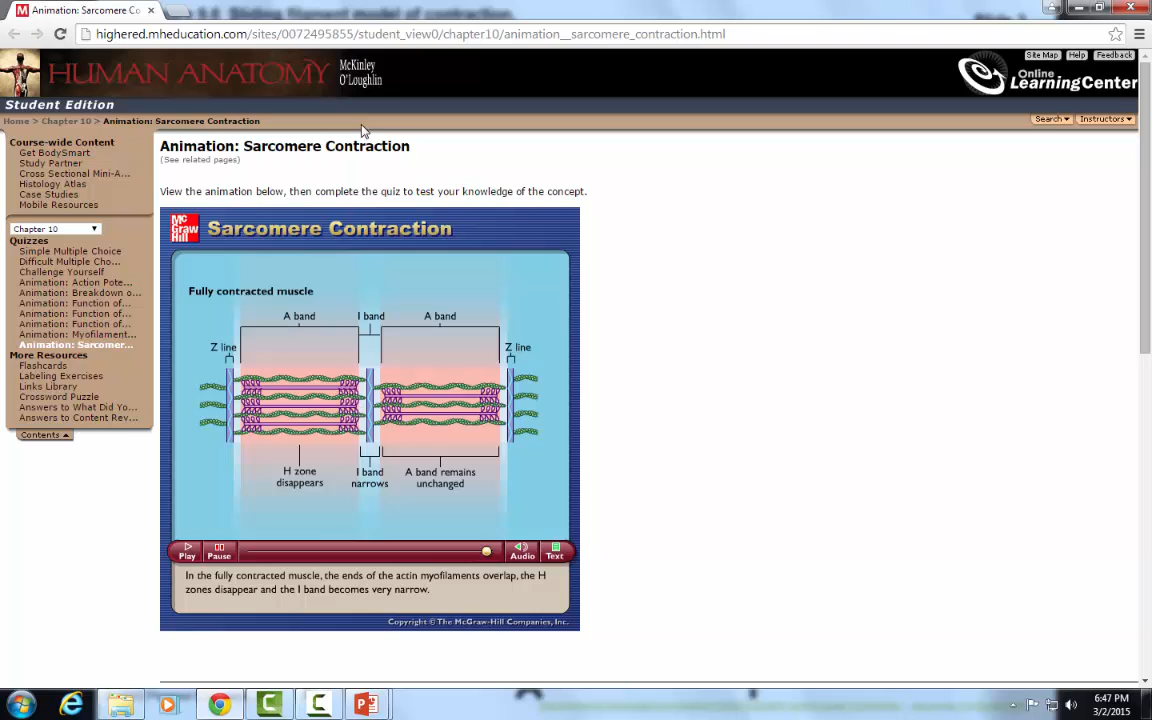 Animation: Sarcomere Co
highered.mheducation.com/sites/0072495855/student_view0/chapter10/animation__sarcomere_contraction.html
HUMAN ANATOMY
McKinley
O'Loughlin
Site Map
Help
Feedback
Online
LearningCenter
Student Edition
Home > Chapter 10 > Animation: Sarcomere Contraction
Search
Instructors
Course-wide Content
Get BodySmart
Study Partner
Cross Sectional Mini-A...
Histology Atlas
Case Studies
Mobile Resources
Chapter 10
Quizzes
Simple Multiple Choice
Difficult Multiple Cho...
Challenge Yourself
Animation: Action Pote...
Animation: Breakdown o...
Animation: Function of...
Animation: Function of...
Animation: Function of...
Animation: Myofilament...
Animation: Sarcomer...
More Resources
Flashcards
Labeling Exercises
Links Library
Crossword Puzzle
Answers to What Did Yo...
Answers to Content Rev...
Contents
Animation: Sarcomere Contraction
(See related pages)
View the animation below, then complete the quiz to test your knowledge of the concept.
Mc
Graw
Hill
Sarcomere Contraction
Fully contracted muscle
A band
I band
A band
Z line
Z line
H zone
disappears
I band
narrows
A band remains
unchanged
Play
Pause
Audio
Text
In the fully contracted muscle, the ends of the actin myofilaments overlap, the H
zones disappear and the I band becomes very narrow.
Copyright © The McGraw-Hill Companies, Inc.
6:47 PM
3/2/2015